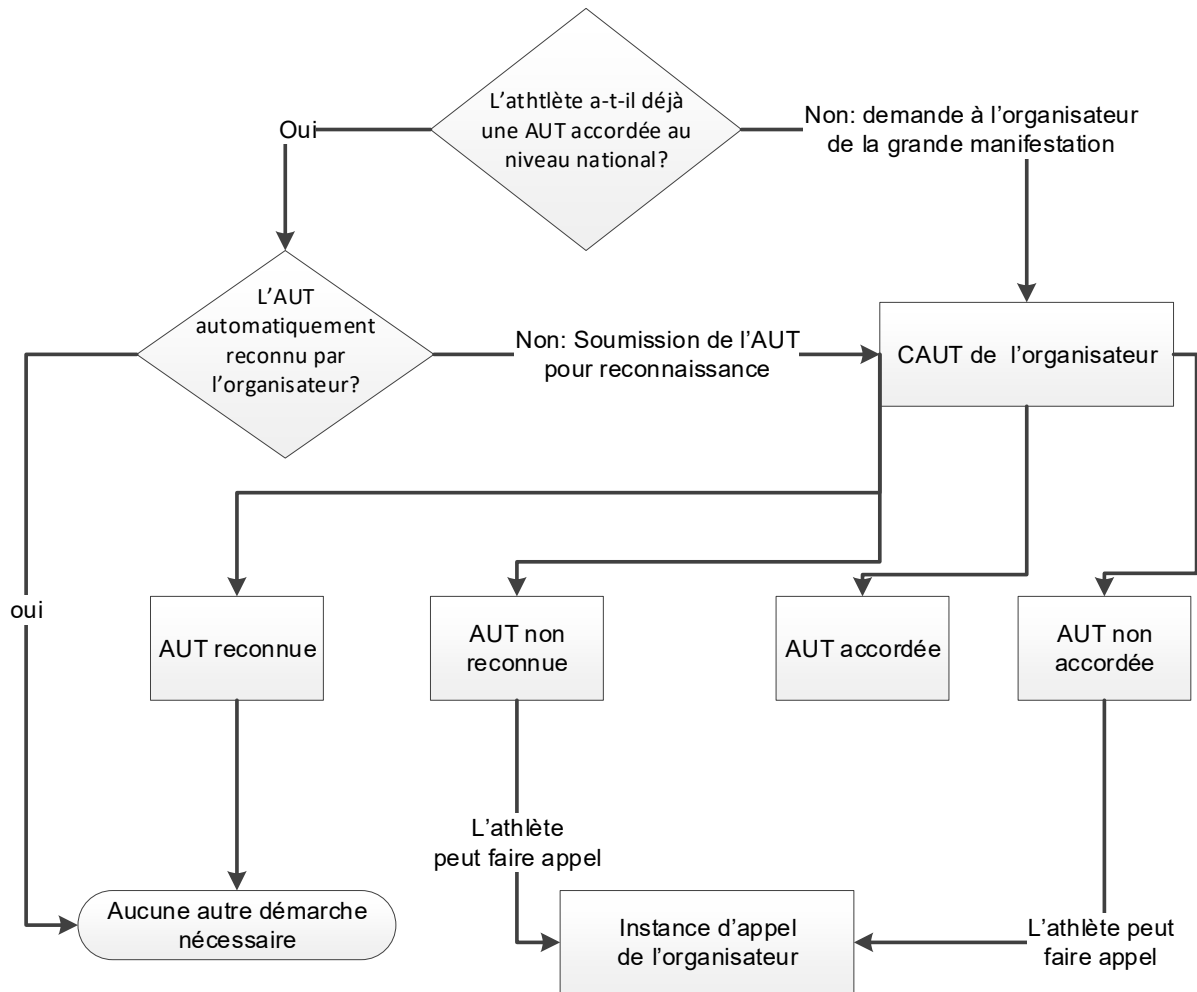 L'athtlète a-t-il déjà
une AUT accordée au
niveau national?
Oui
Non: demande à l'organisateur
de la grande manifestation
L'AUT
automatiquement
reconnu par
l'organisateur?
Non: Soumission de l'AUT
pour reconnaissance
CAUT de l'organisateur
oui
AUT reconnue
AUT non
reconnue
AUT accordée
AUT non
accordée
L'athlète
peut faire appel
Aucune autre démarche
nécessaire
Instance d'appel
de l'organisateur
L'athlète peut
faire appel